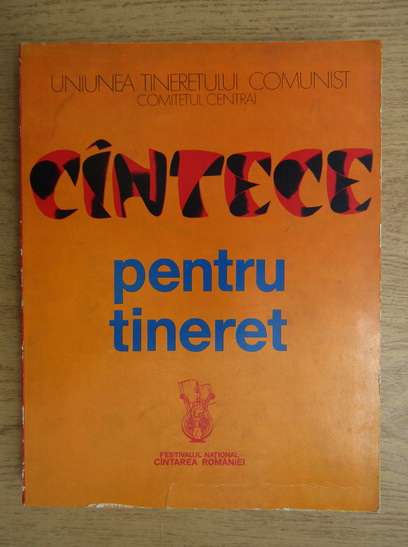 UNIUNEA TINERETULUI COMUNIST
COMITETUL CENTRAL
CÎNTECE
pentru
tineret
FESTIVALUL NAȚIONAL
CÎNTAREA ROMÂNIEI